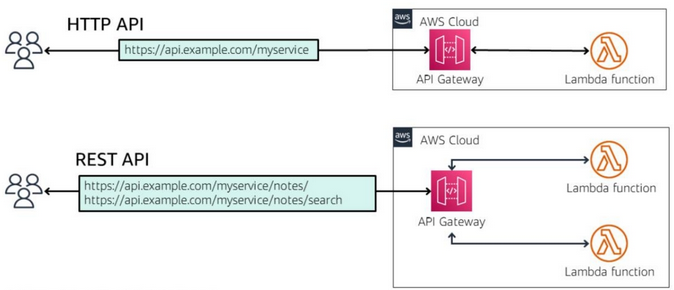 HTTP API
https://api.example.com/myservice
aws
AWS Cloud
API Gateway
Lambda function
REST API
https://api.example.com/myservice/notes/
https://api.example.com/myservice/notes/search
aws
AWS Cloud
API Gateway
Lambda function
Lambda function